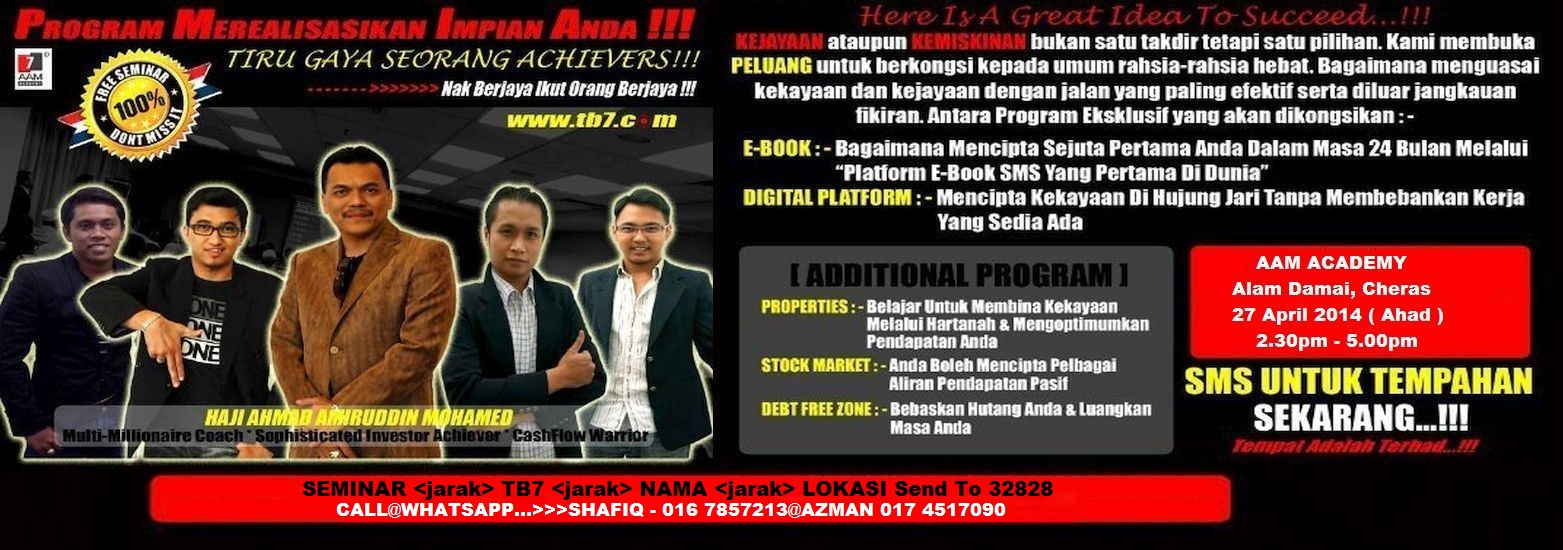 PROGRAM MEREALISASIKAN IMPIAN ANDA !!!
TIRU GAYA SEORANG ACHIEVERS!!!
------->>>>>>> Nak Berjaya Ikut Orang Berjaya !!!
www.tb7.com
7
AAM
FREE SEMINAR
100%
DONT MISS IT
ONE
ONE
ONE
HAJI AHMAD AMIRUDDIN MOHAMED
Multi-Millionaire Coach * Sophisticated Investor Achiever * CashFlow Warrior
Here Is A Great Idea To Succeed...!!!
KEJAYAAN ataupun KEMISKINAN bukan satu takdir tetapi satu pilihan. Kami membuka
PELUANG untuk berkongsi kepada umum rahsia-rahsia hebat. Bagaimana menguasai
kekayaan dan kejayaan dengan jalan yang paling efektif serta diluar jangkauan
fikiran. Antara Program Eksklusif yang akan dikongsikan : -
E-BOOK : - Bagaimana Mencipta Sejuta Pertama Anda Dalam Masa 24 Bulan Melalui
“Platform E-Book SMS Yang Pertama Di Dunia”
DIGITAL PLATFORM : - Mencipta Kekayaan Di Hujung Jari Tanpa Membebankan Kerja
Yang Sedia Ada
[ ADDITIONAL PROGRAM ]
PROPERTIES : - Belajar Untuk Membina Kekayaan
Melalui Hartanah & Mengoptimumkan
Pendapatan Anda
STOCK MARKET : - Anda Boleh Mencipta Pelbagai
Aliran Pendapatan Pasif
DEBT FREE ZONE : - Bebaskan Hutang Anda & Luangkan
Masa Anda
AAM ACADEMY
Alam Damai, Cheras
27 April 2014 ( Ahad )
2.30pm - 5.00pm
SMS UNTUK TEMPAHAN
SEKARANG...!!!
Tempat Adalah Terhad...!!!
SEMINAR <jarak> TB7 <jarak> NAMA <jarak> LOKASI Send To 32828
CALL@WHATSAPP...>>>SHAFIQ - 016 7857213@AZMAN 017 4517090